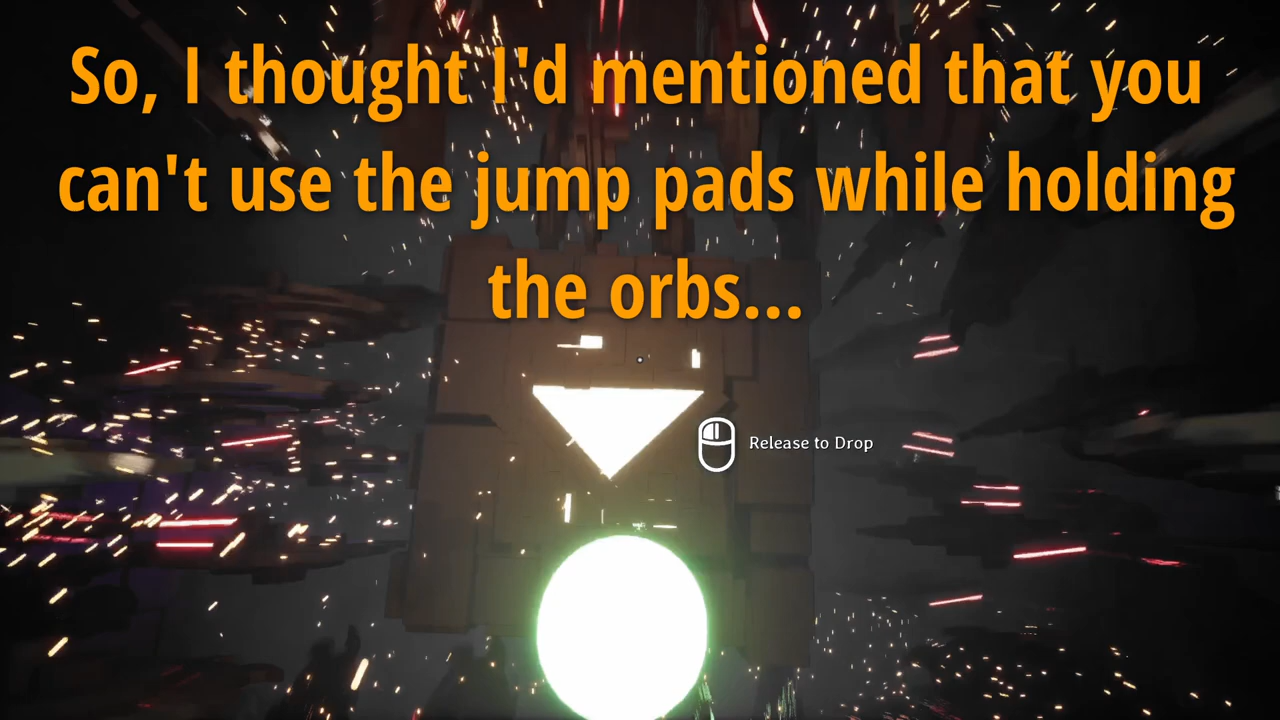 So, I thought I'd mentioned that you
can't use the jump pads while holding
the orbs...
Release to Drop